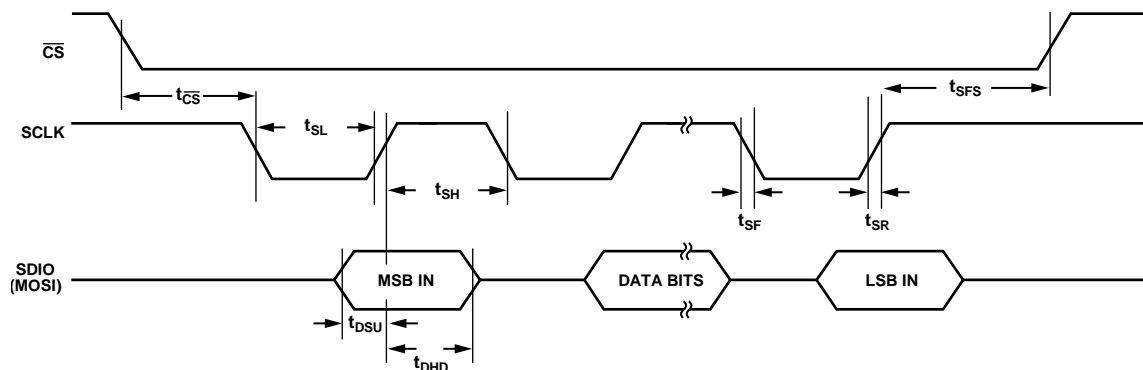 CS
tCS
tSFS
SCLK
tSL
tSH
tSF
tSR
SDIO
(MOSI)
MSB IN
DATA BITS
LSB IN
tDSU
tDHD